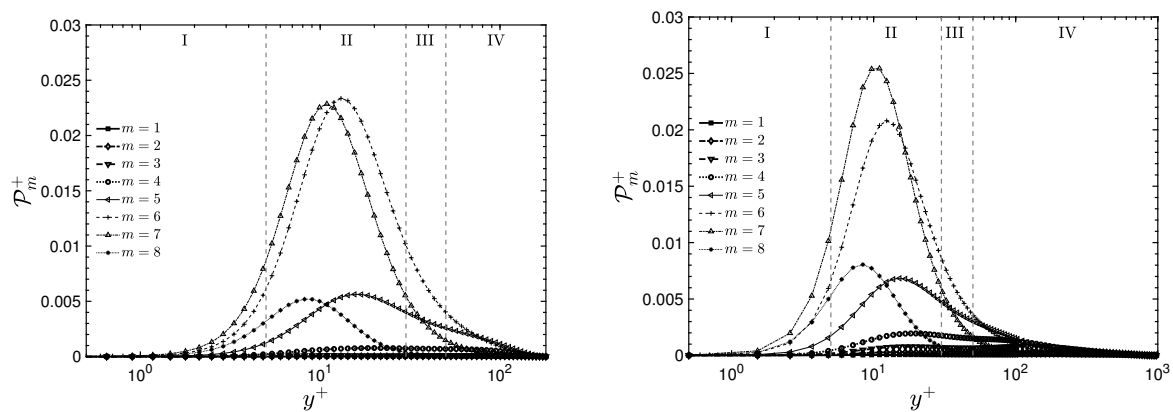 0.03
0.025
0.02
0.015
0.01
0.005
0
𝒫ₘ⁺
I
II
III
IV
m = 1
m = 2
m = 3
m = 4
m = 5
m = 6
m = 7
m = 8
10⁰
10¹
10²
y⁺
0.03
0.025
0.02
0.015
0.01
0.005
0
𝒫ₘ⁺
I
II
III
IV
m = 1
m = 2
m = 3
m = 4
m = 5
m = 6
m = 7
m = 8
10⁰
10¹
10²
10³
y⁺